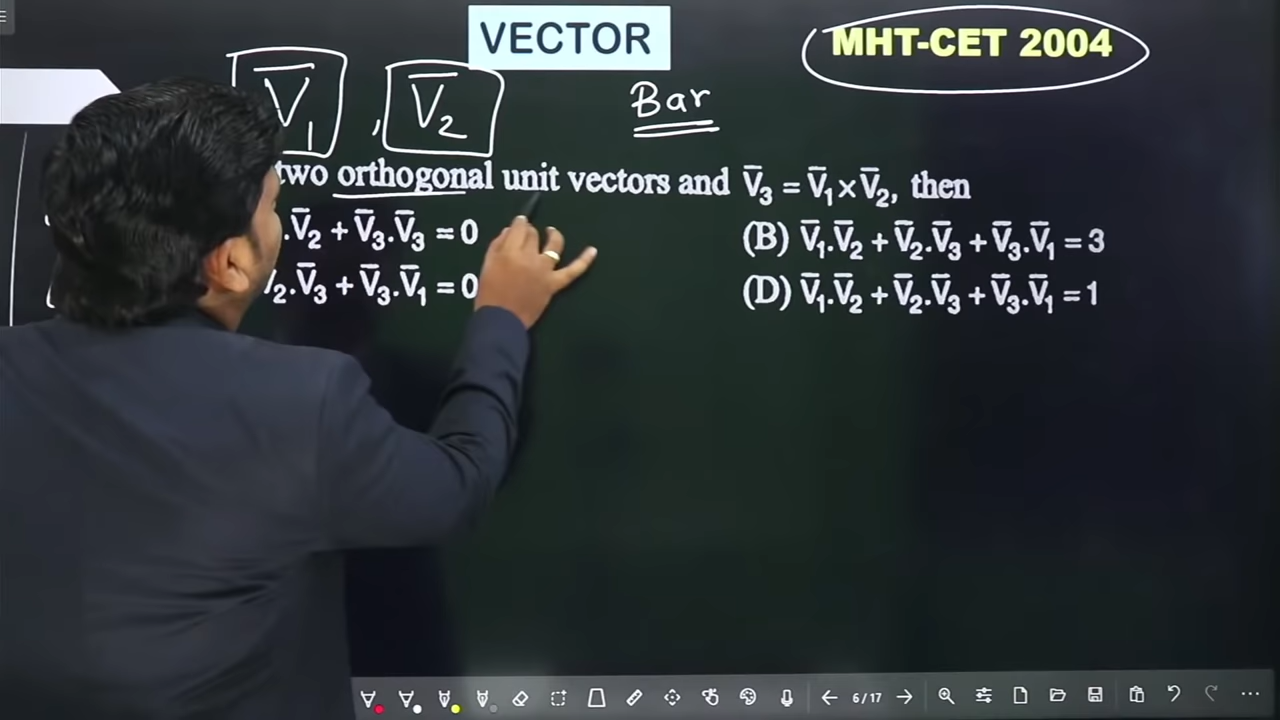 VECTOR
MHT-CET 2004
V̄₁ , V̄₂
Bar
two orthogonal unit vectors and V̄₃ = V̄₁ × V̄₂, then
.V̄₂ + V̄₃.V̄₃ = 0
(B) V̄₁.V̄₂ + V̄₂.V̄₃ + V̄₃.V̄₁ = 3
V̄₂.V̄₃ + V̄₃.V̄₁ = 0
(D) V̄₁.V̄₂ + V̄₂.V̄₃ + V̄₃.V̄₁ = 1
6/17